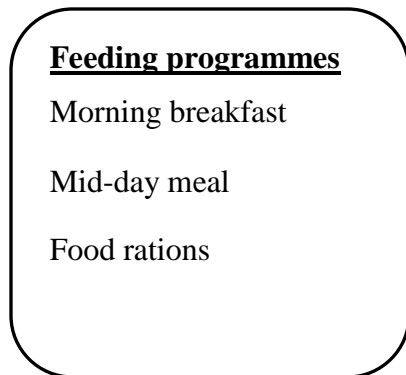 Feeding programmes
Morning breakfast
Mid-day meal
Food rations